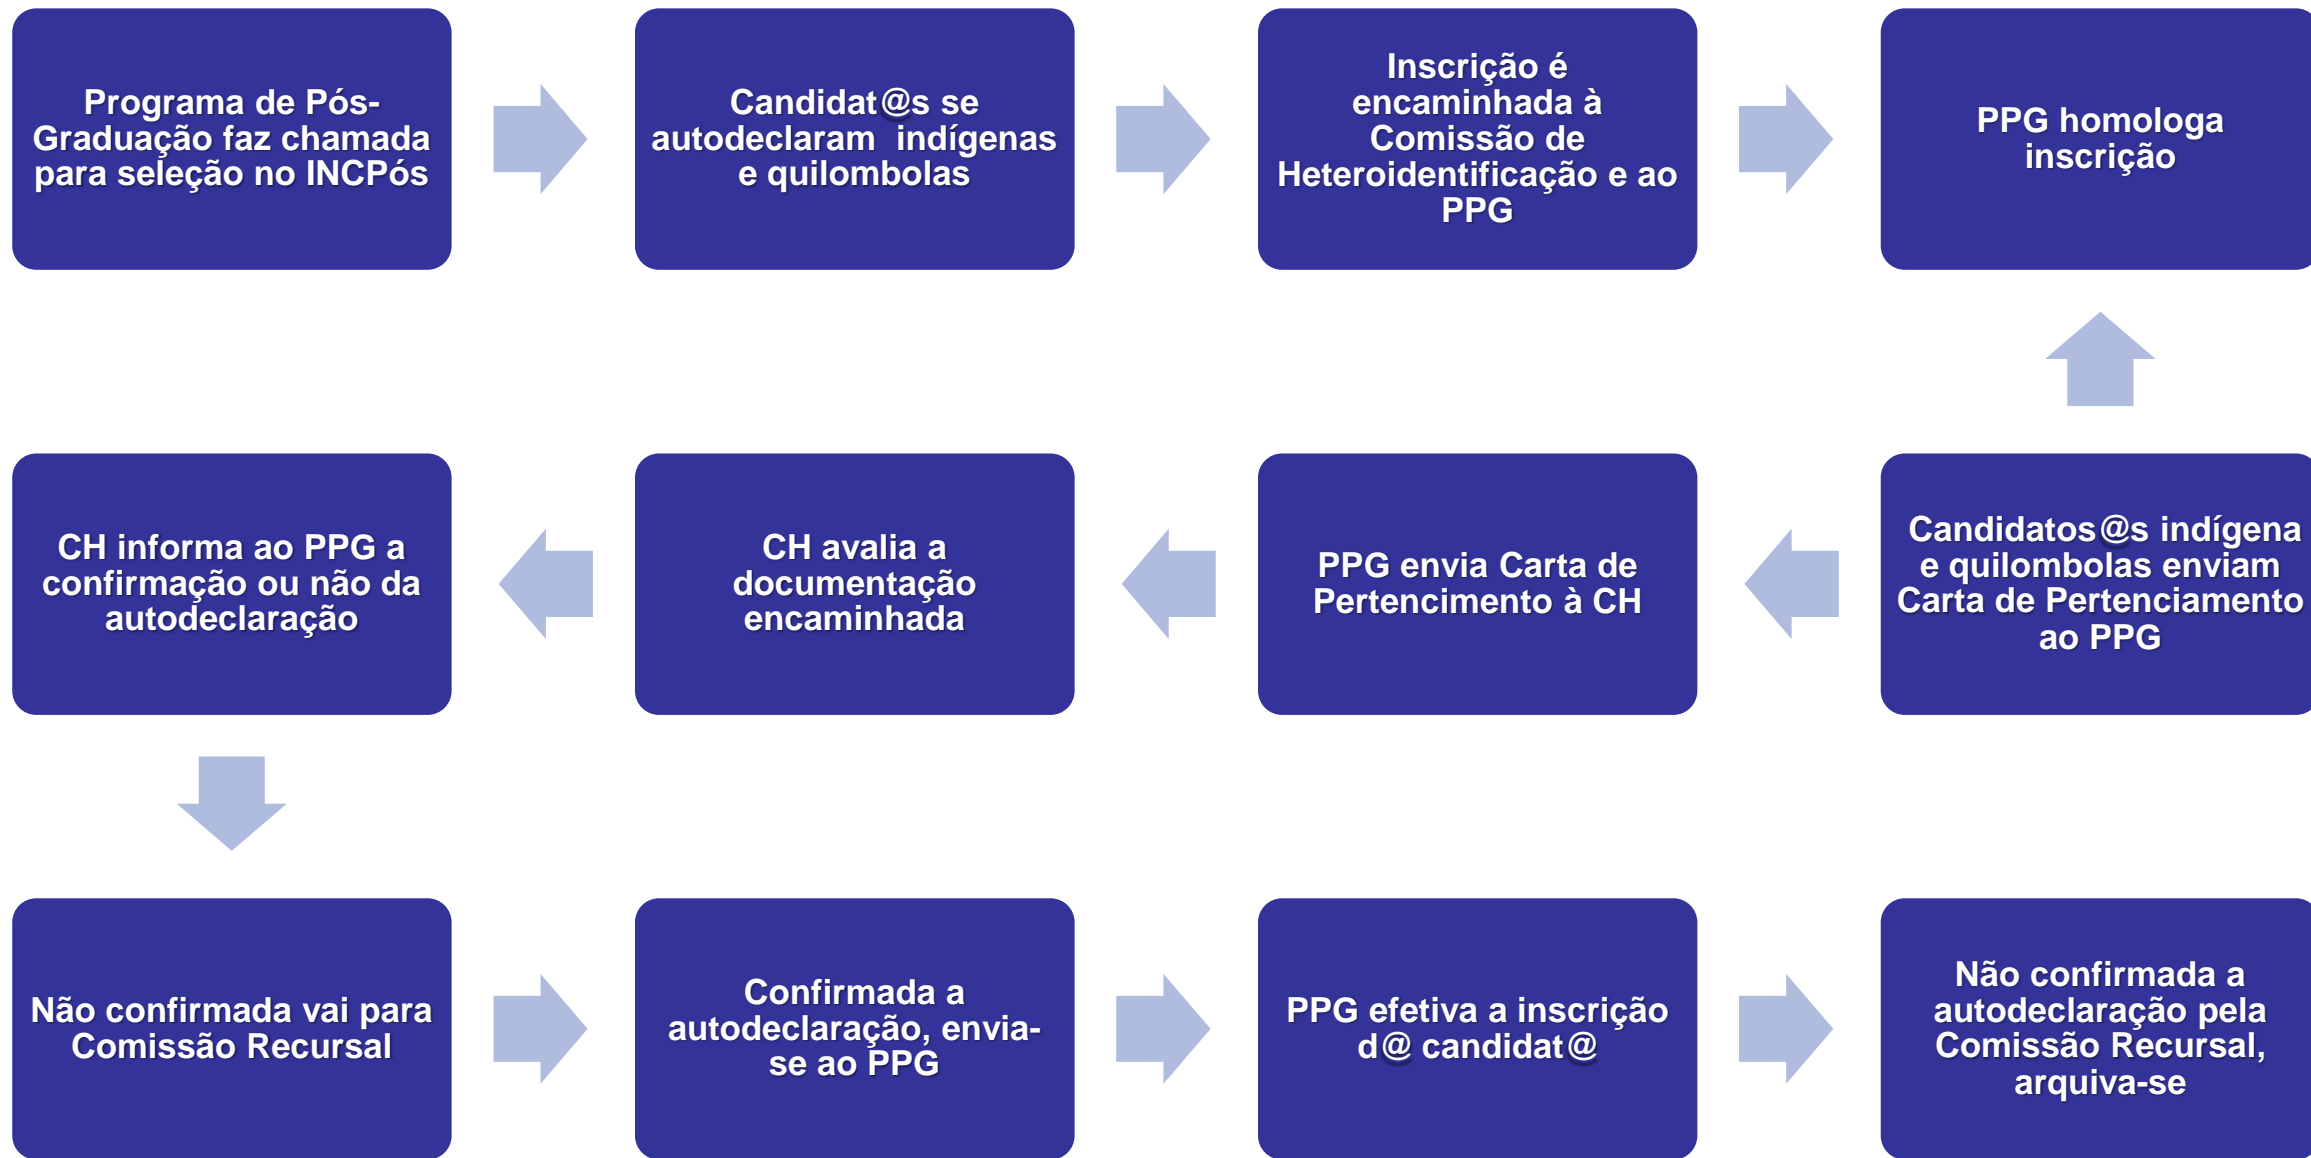 Programa de Pós-
Graduação faz chamada
para seleção no INCPós
Candidat@s se
autodeclaram  indígenas
e quilombolas
Inscrição é
encaminhada à
Comissão de
Heteroidentificação e ao
PPG
PPG homologa
inscrição
CH informa ao PPG a
confirmação ou não da
autodeclaração
CH avalia a
documentação
encaminhada
PPG envia Carta de
Pertencimento à CH
Candidatos@s indígena
e quilombolas enviam
Carta de Pertenciamento
ao PPG
Não confirmada vai para
Comissão Recursal
Confirmada a
autodeclaração, envia-
se ao PPG
PPG efetiva a inscrição
d@ candidat@
Não confirmada a
autodeclaração pela
Comissão Recursal,
arquiva-se